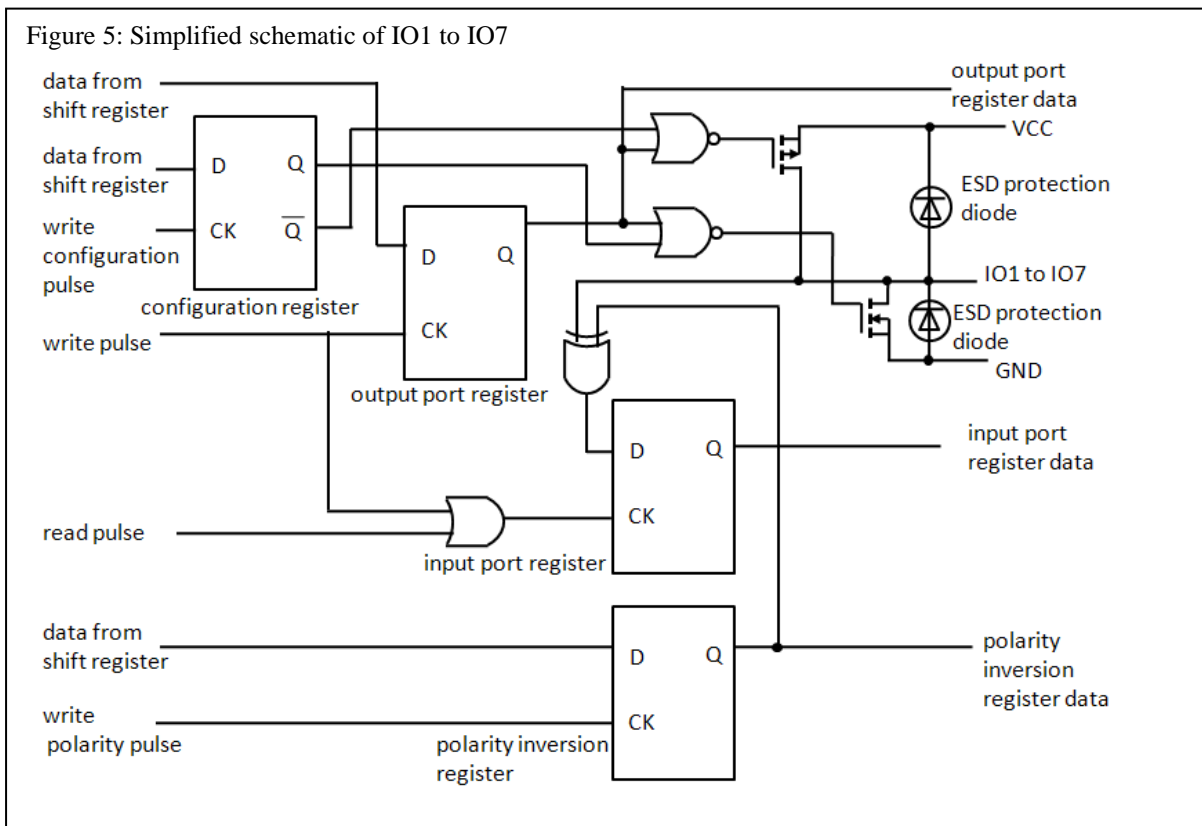 Figure 5: Simplified schematic of IO1 to IO7
data from
shift register
data from
shift register
write
configuration
pulse
D
Q
CK
Q
configuration register
write pulse
D
Q
CK
output port register
output port
register data
VCC
ESD protection
diode
IO1 to IO7
ESD protection
diode
GND
D
Q
CK
input port
register data
read pulse
input port register
data from
shift register
write
polarity pulse
D
Q
CK
polarity inversion
register
polarity
inversion
register data